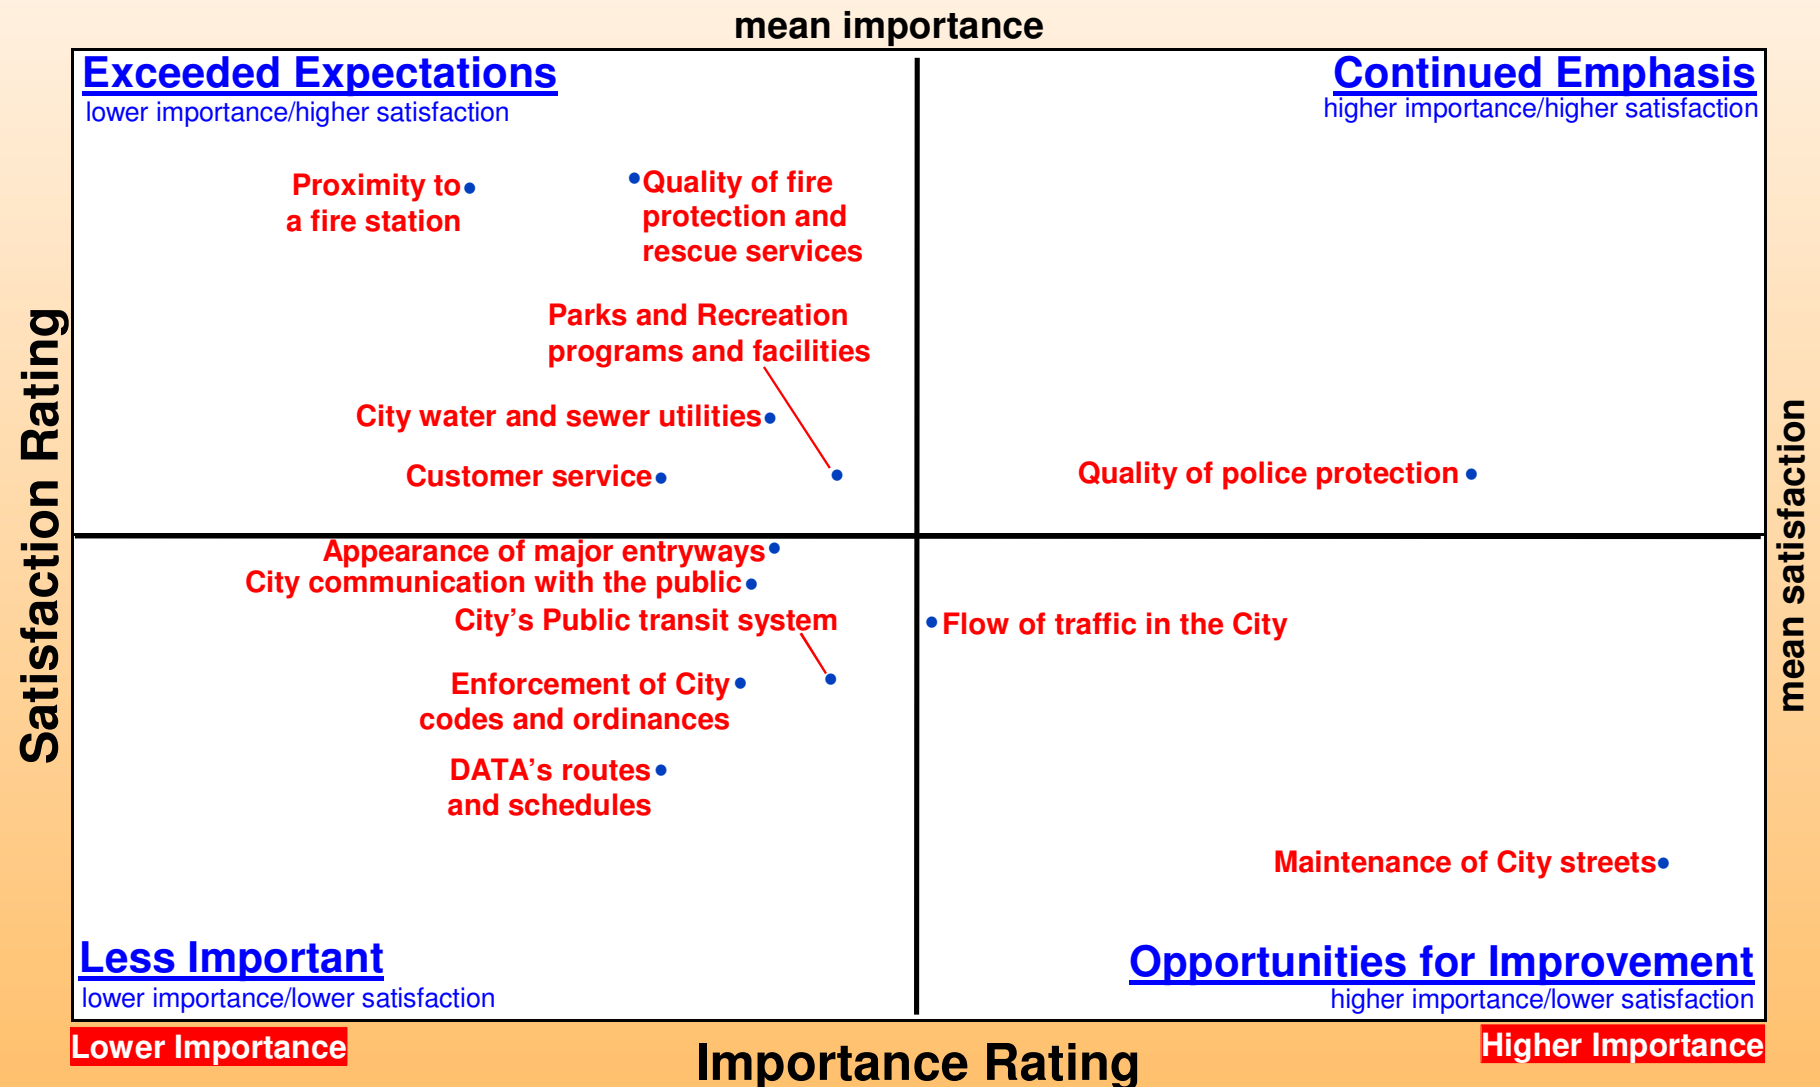 mean importance
Exceeded Expectations
lower importance/higher satisfaction
Continued Emphasis
higher importance/higher satisfaction
Proximity to
a fire station
Quality of fire
protection and
rescue services
Parks and Recreation
programs and facilities
City water and sewer utilities
Customer service
Quality of police protection
Satisfaction Rating
mean satisfaction
Appearance of major entryways
City communication with the public
City’s Public transit system
Flow of traffic in the City
Enforcement of City
codes and ordinances
DATA’s routes
and schedules
Maintenance of City streets
Less Important
lower importance/lower satisfaction
Opportunities for Improvement
higher importance/lower satisfaction
Lower Importance
Importance Rating
Higher Importance